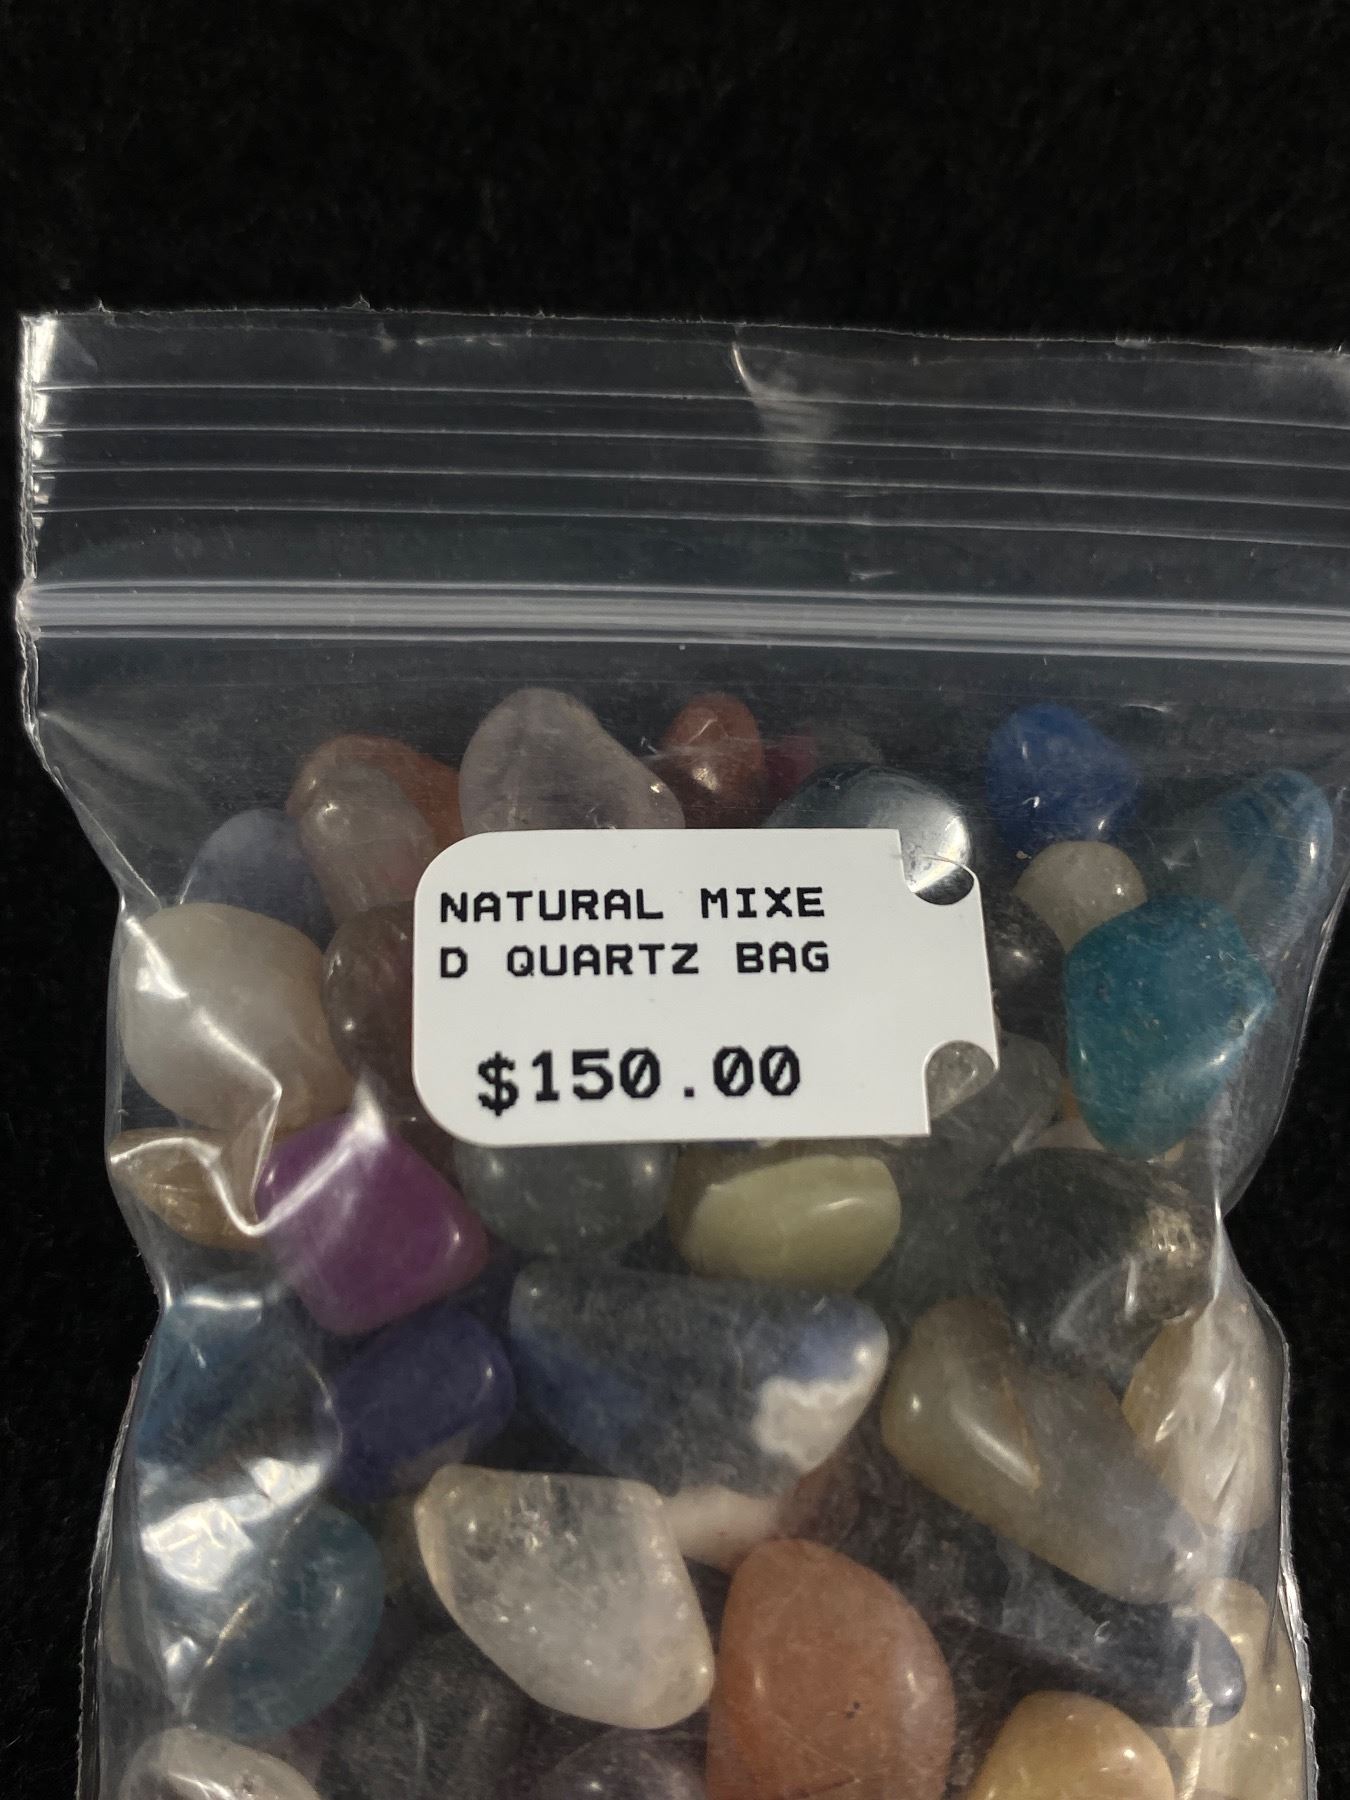 NATURAL MIXE
D QUARTZ BAG
$150.00